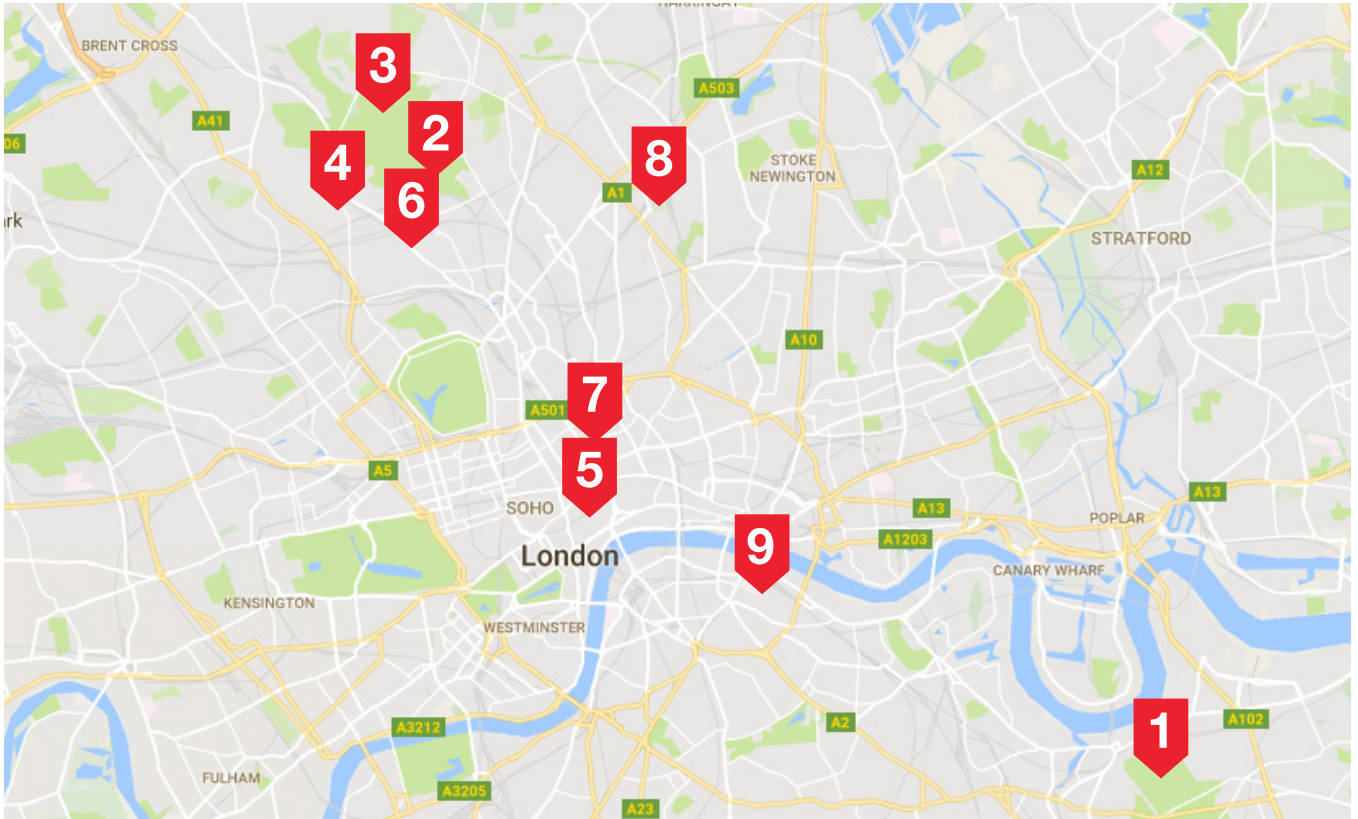 HARRINGAY
BRENT CROSS
3
A503
A41
2
06
4
8
STOKE
NEWINGTON
A12
A1
6
rk
STRATFORD
A10
7
A501
5
A5
SOHO
A13
A13
POPLAR
A1203
9
London
CANARY WHARF
KENSINGTON
WESTMINSTER
1
A3212
A2
A102
FULHAM
A3205
A23